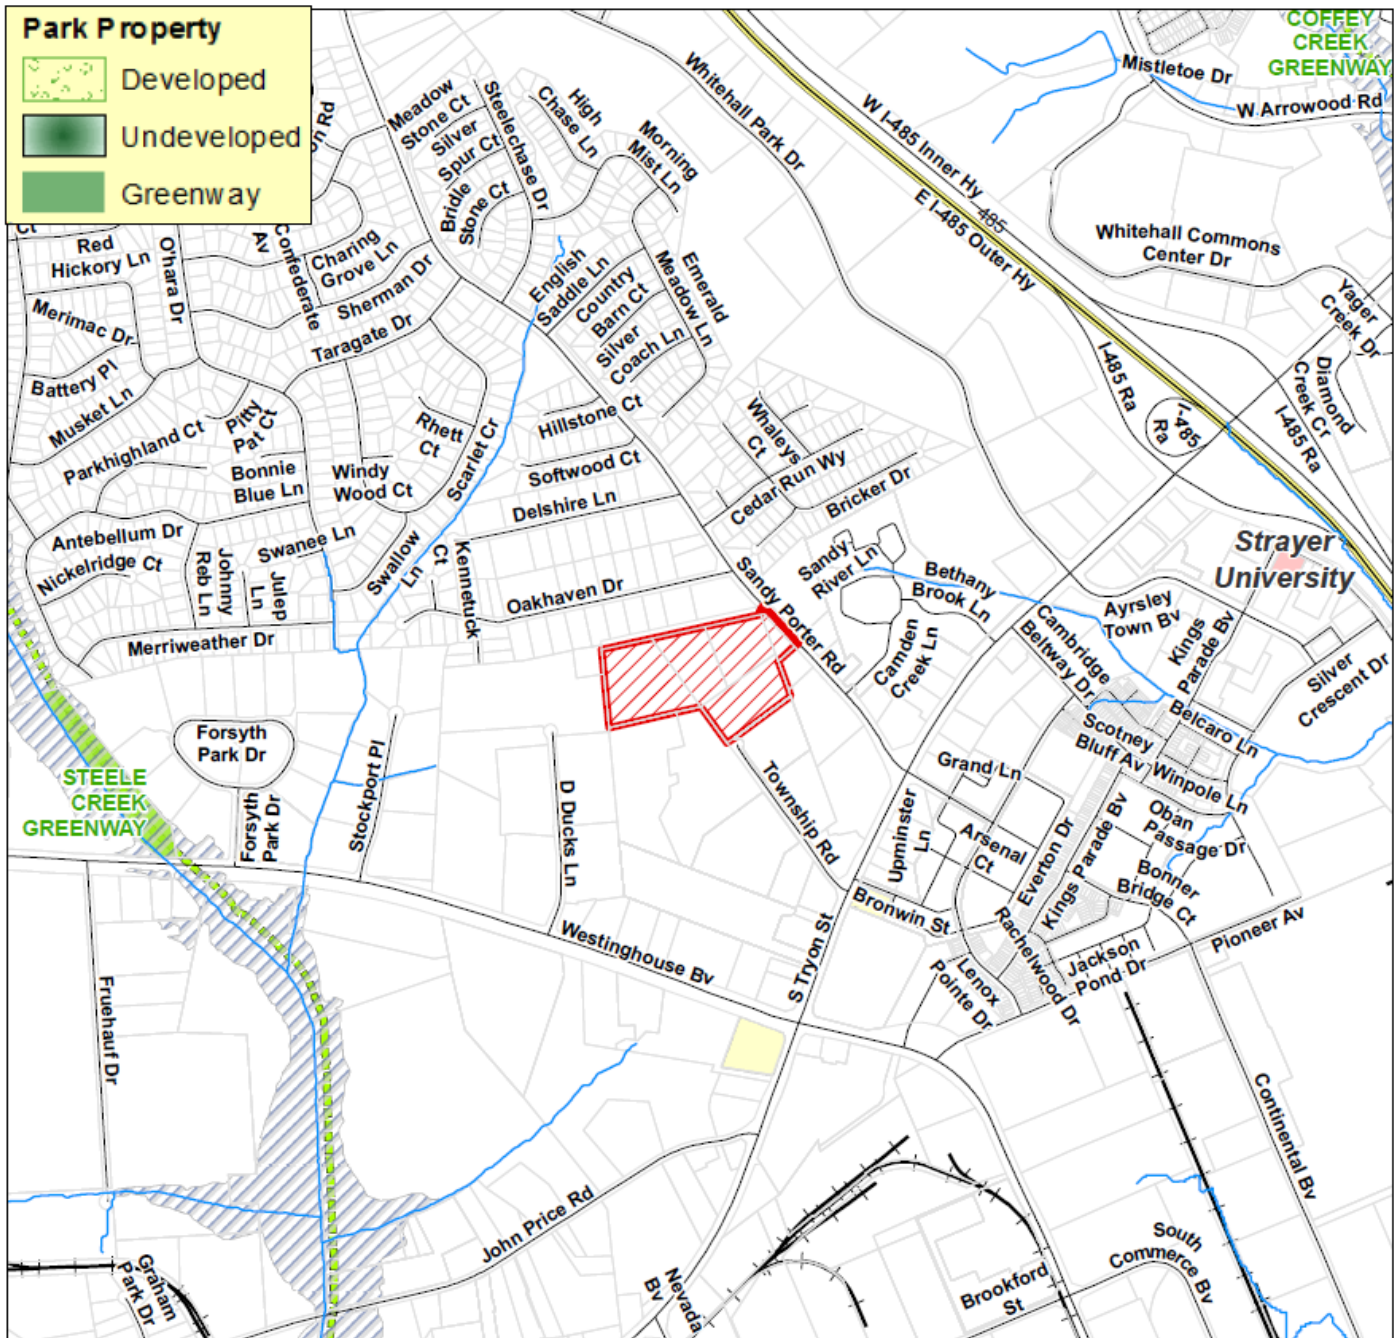 Park Property
Developed
Undeveloped
Greenway
COFFEY
CREEK
GREENWAY
Mistletoe Dr
W Arrowood Rd
Whitehall Park Dr
W I-485 Inner Hy
485
E I-485 Outer Hy
Whitehall Commons
Center Dr
Yager
Creek Dr
Diamond
Creek Cr
I-485 Ra
I-485 Ra
I-485
Ra
Meadow
Stone Ct
Silver
Spur Ct
Bridle
Stone Ct
Steelechase Dr
High
Chase Ln
Morning
Mist Ln
Rd
Ct
Red
Hickory Ln
O'hara Dr
Confederate
Av
Charing
Grove Ln
Sherman Dr
Taragate Dr
Merimac Dr
Battery Pl
Musket Ln
Parkhighland Ct
Pitty
Pat Ct
Bonnie
Blue Ln
Windy
Wood Ct
Rhett
Ct
Scarlet Cr
English
Saddle Ln
Country
Barn Ct
Silver
Coach Ln
Emerald
Meadow Ln
Hillstone Ct
Softwood Ct
Delshire Ln
Whaleys
Ct
Cedar Run Wy
Bricker Dr
Antebellum Dr
Nickelridge Ct
Johnny
Reb Ln
Julep
Ln
Swanee Ln
Swallow
Ln
Kennetuck
Ct
Oakhaven Dr
Merriweather Dr
Sandy Porter Rd
Sandy
River Ln
Bethany
Brook Ln
Camden
Creek Ln
Cambridge
Beltway Dr
Ayrsley
Town Bv
Kings
Parade Bv
Strayer
University
Silver
Crescent Dr
Belcaro Ln
Scotney
Bluff Av
Winpole Ln
Oban
Passage Dr
Bonner
Bridge Ct
Grand Ln
Upminster
Ln
Arsenal
Ct
Everton Dr
Kings Parade Bv
Township Rd
Forsyth
Park Dr
Forsyth
Park Dr
Stockport Pl
D Ducks Ln
STEELE
CREEK
GREENWAY
Westinghouse Bv
S Tryon St
Bronwin St
Rachelwood Dr
Lenox
Pointe Dr
Jackson
Pond Dr
Pioneer Av
Fruehauf Dr
Continental Bv
John Price Rd
Graham
Park Dr
Nevada
Bv
Brookford
St
South
Commerce Bv